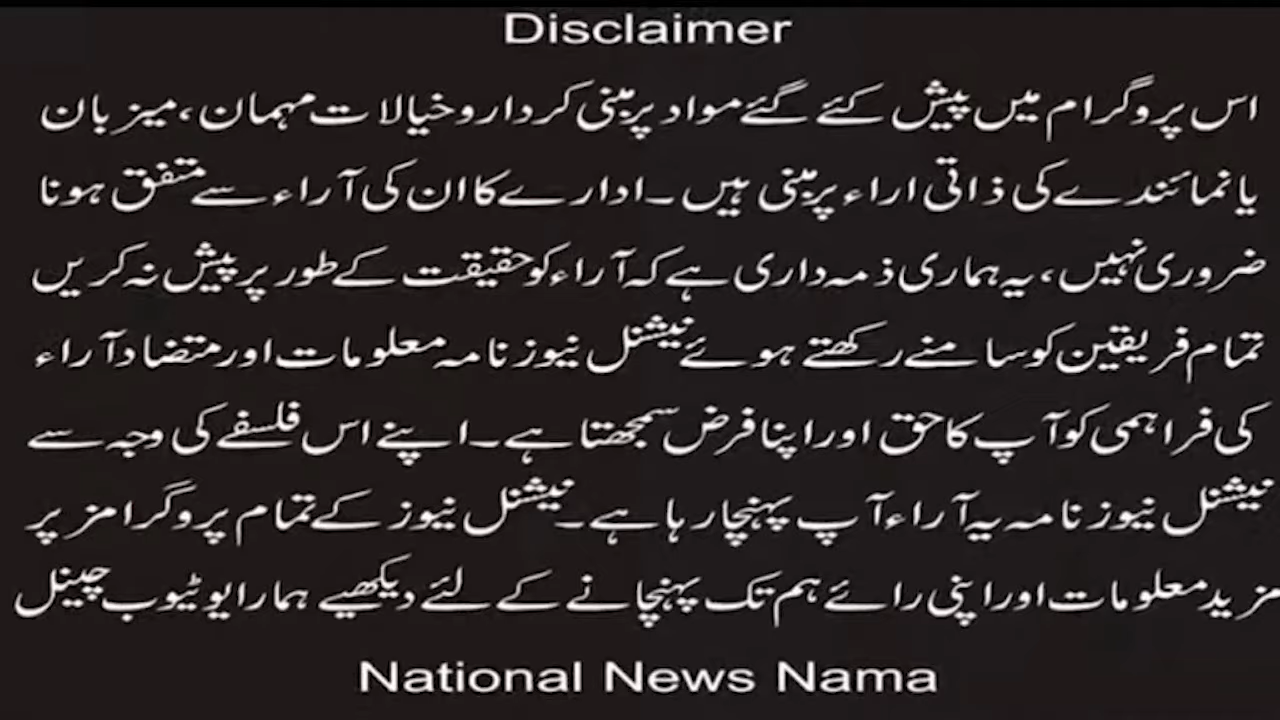 Disclaimer
اس پروگرام میں پیش کئے گئے مواد پر مبنی کردار و خیالات مہمان، میزبان
یا نمائندے کی ذاتی اراء پر مبنی ہیں۔ ادارے کا ان کی آراء سے متفق ہونا
ضروری نہیں، یہ ہماری ذمہ داری ہے کہ آراء کو حقیقت کے طور پر پیش نہ کریں
تمام فریقین کو سامنے رکھتے ہوئے نیشنل نیوز نامہ معلومات اور متضاد آراء
کی فراہمی کو آپ کا حق اور اپنا فرض سمجھتا ہے۔ اپنے اس فلسفے کی وجہ سے
نیشنل نیوز نامہ یہ آراء آپ پہنچا رہا ہے۔ نیشنل نیوز کے تمام پروگرامز پر
مزید معلومات اور اپنی رائے ہم تک پہنچانے کے لئے دیکھیے ہمارا یوٹیوب چینل
National News Nama